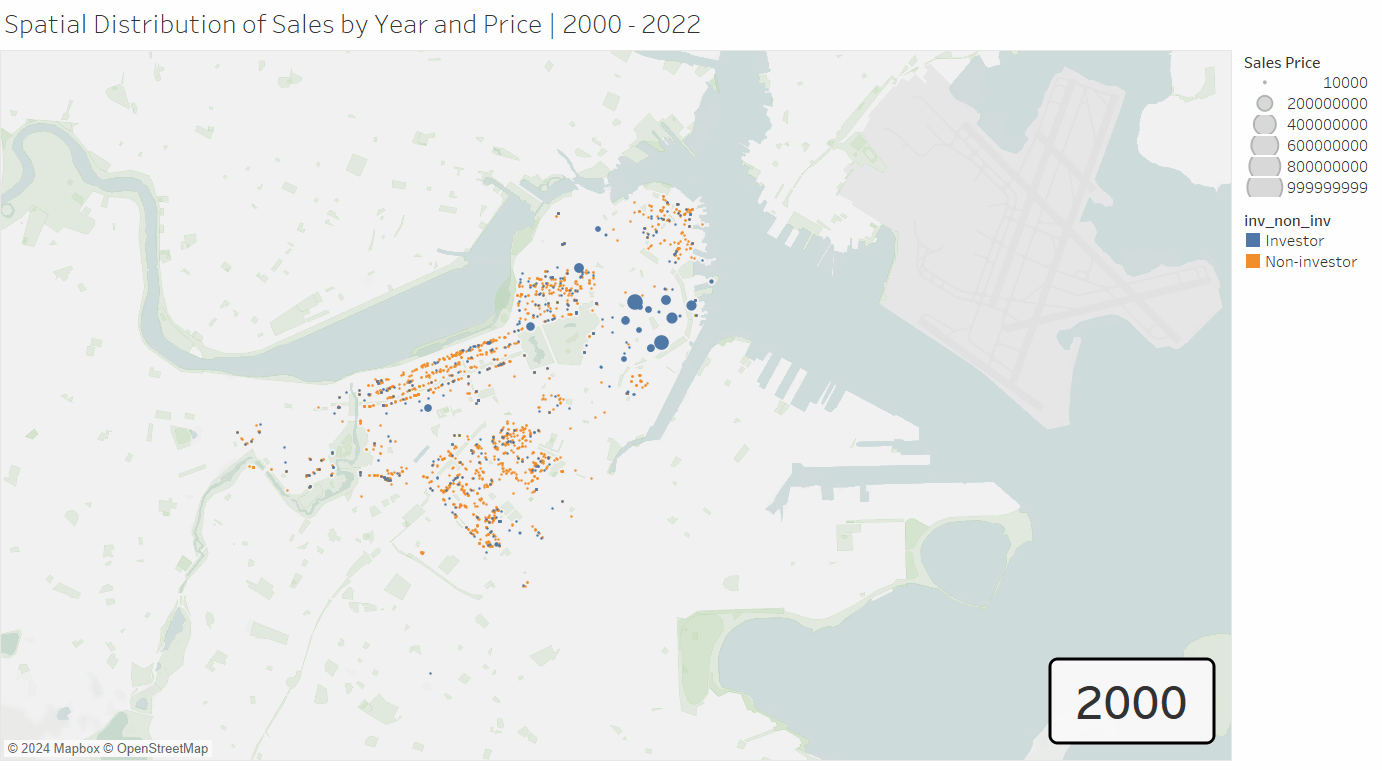 Spatial Distribution of Sales by Year and Price | 2000 - 2022
Sales Price
10000
200000000
400000000
600000000
800000000
999999999
inv_non_inv
Investor
Non-investor
2000
© 2024 Mapbox © OpenStreetMap